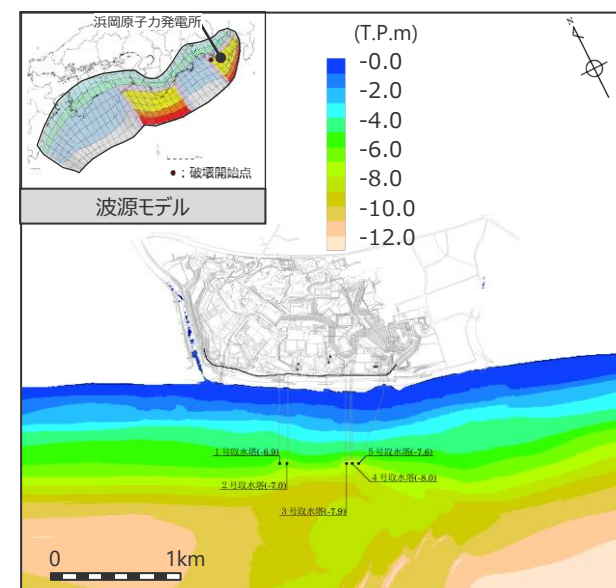 浜岡原子力発電所
●:破壊開始点
波源モデル
(T.P.m)
-0.0
-2.0
-4.0
-6.0
-8.0
-10.0
-12.0
N
1号取水塔(-6.9)
2号取水塔(-7.0)
3号取水塔(-7.9)
4号取水塔(-8.0)
5号取水塔(-7.6)
0 1km